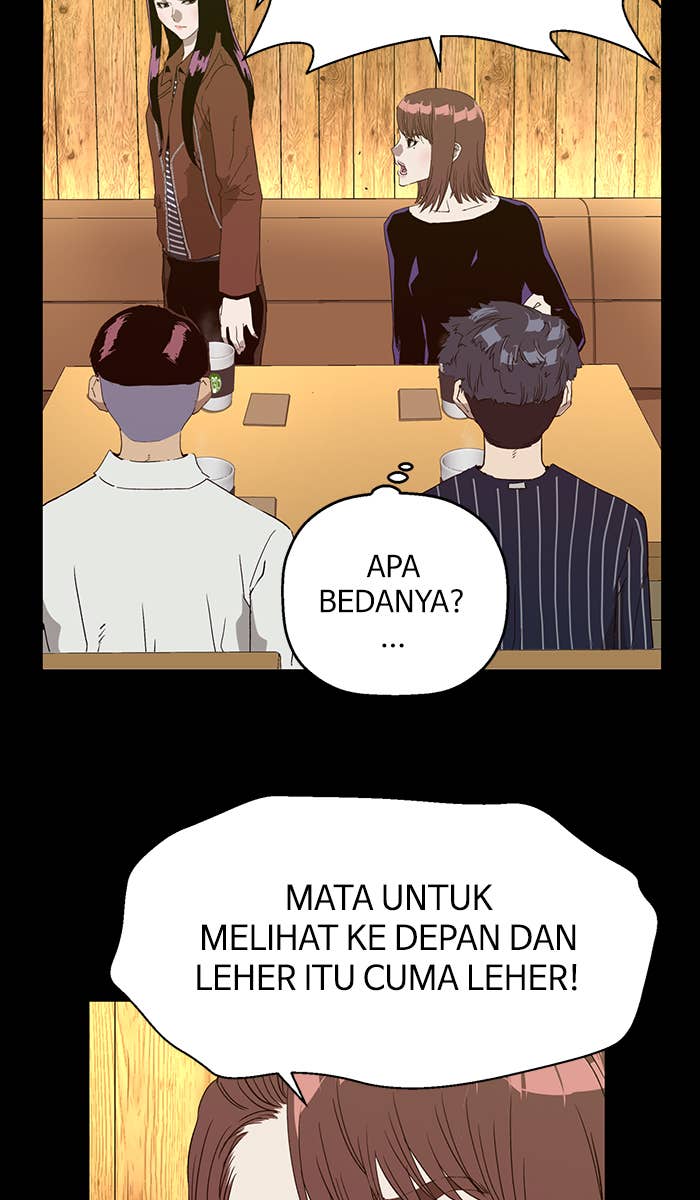 APA
BEDANYA?
...
MATA UNTUK
MELIHAT KE DEPAN DAN
LEHER ITU CUMA LEHER!